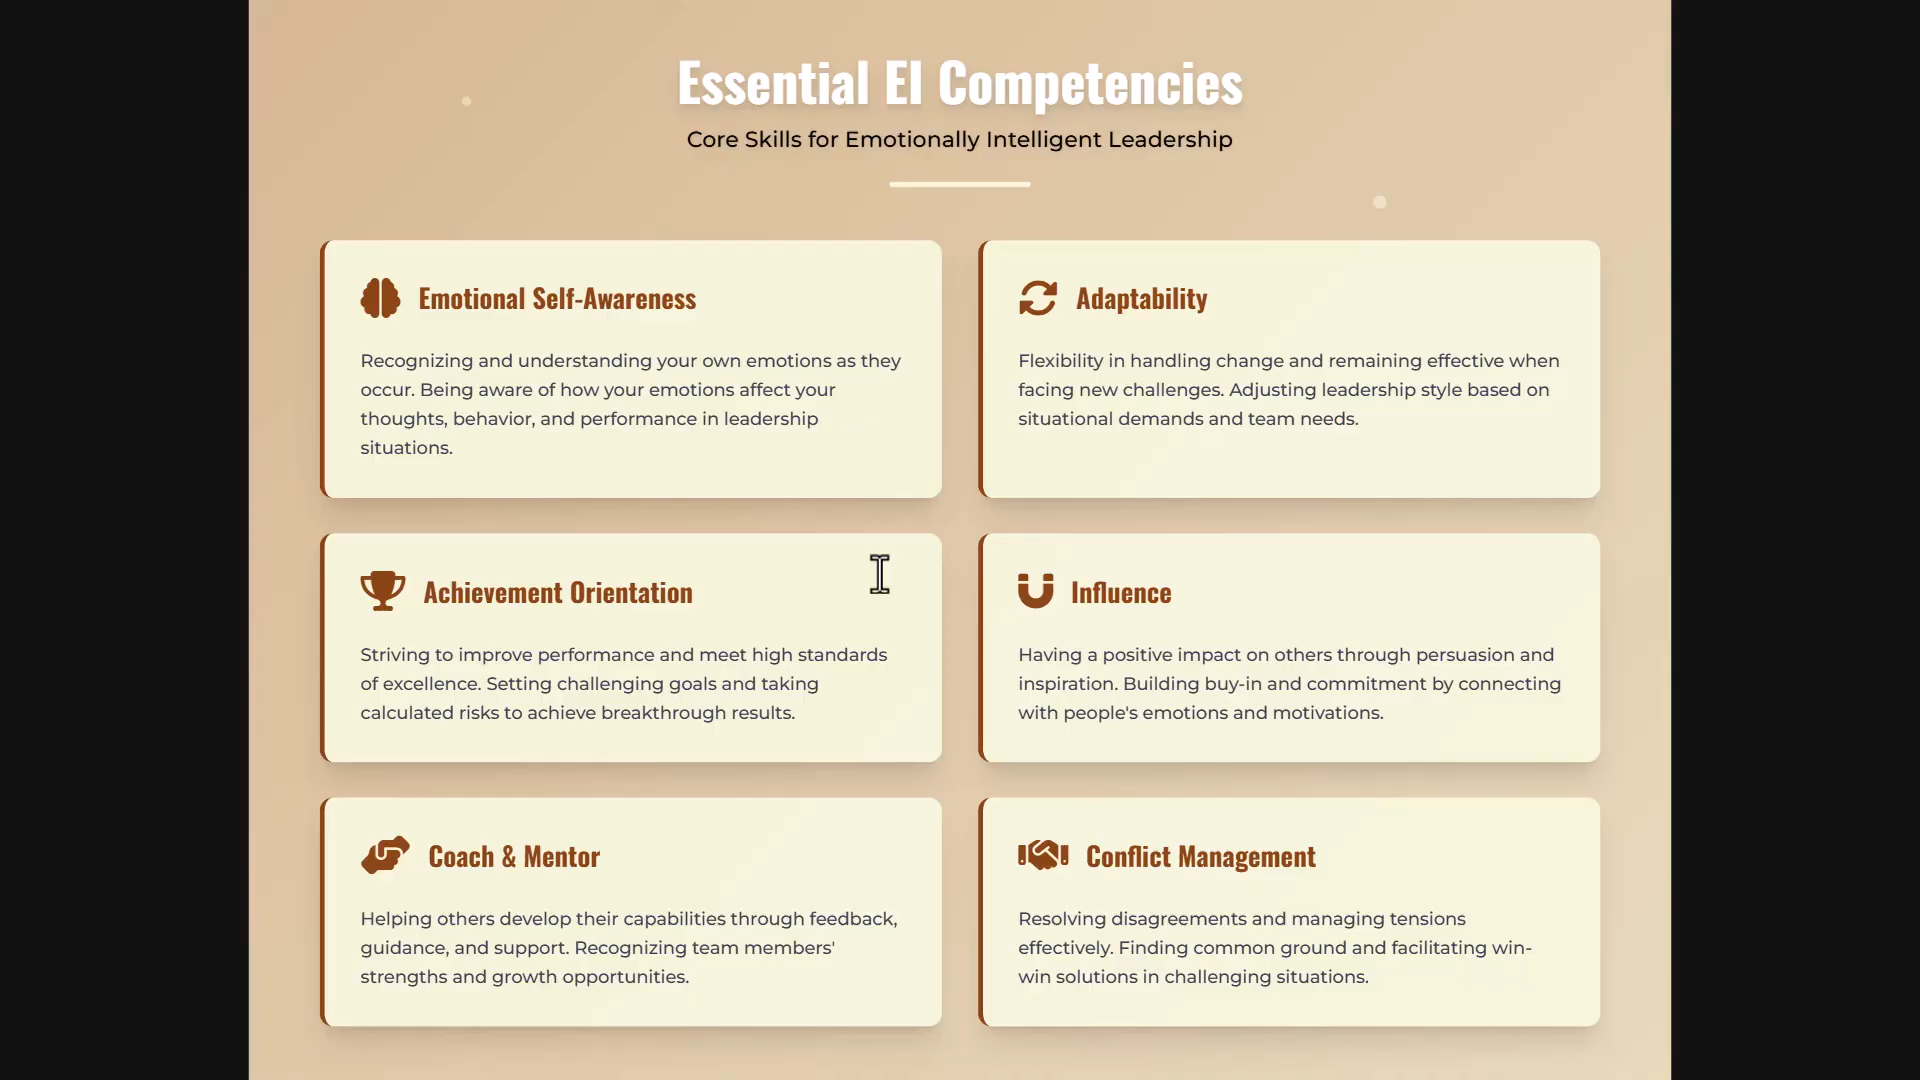 Essential EI Competencies
Core Skills for Emotionally Intelligent Leadership
Emotional Self-Awareness
Recognizing and understanding your own emotions as they
occur. Being aware of how your emotions affect your
thoughts, behavior, and performance in leadership
situations.
Adaptability
Flexibility in handling change and remaining effective when
facing new challenges. Adjusting leadership style based on
situational demands and team needs.
Achievement Orientation
Striving to improve performance and meet high standards
of excellence. Setting challenging goals and taking
calculated risks to achieve breakthrough results.
Influence
Having a positive impact on others through persuasion and
inspiration. Building buy-in and commitment by connecting
with people's emotions and motivations.
Coach & Mentor
Helping others develop their capabilities through feedback,
guidance, and support. Recognizing team members'
strengths and growth opportunities.
Conflict Management
Resolving disagreements and managing tensions
effectively. Finding common ground and facilitating win-
win solutions in challenging situations.